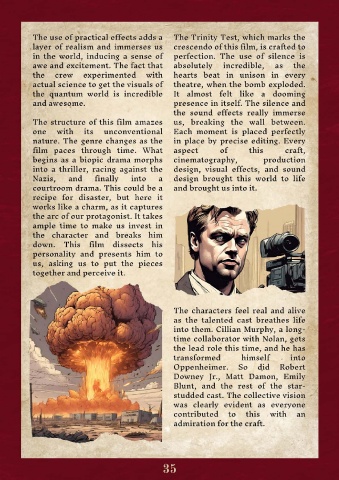 The use of practical effects adds a
layer of realism and immerses us
in the world, inducing a sense of
awe and excitement. The fact that
the crew experimented with
actual science to get the visuals of
the quantum world is incredible
and awesome.
The structure of this film amazes
one with its unconventional
nature. The genre changes as the
film paces through time. What
begins as a biopic drama morphs
into a thriller, racing against the
Nazis, and finally into a
courtroom drama. This could be a
recipe for disaster, but here it
works like a charm, as it captures
the arc of our protagonist. It takes
ample time to make us invest in
the character and breaks him
down. This film dissects his
personality and presents him to
us, asking us to put the pieces
together and perceive it.
The Trinity Test, which marks the
crescendo of this film, is crafted to
perfection. The use of silence is
absolutely incredible, as the
hearts beat in unison in every
theatre, when the bomb exploded.
It almost felt like a dooming
presence in itself. The silence and
the sound effects really immerse
us, breaking the wall between.
Each moment is placed perfectly
in place by precise editing. Every
aspect of this craft,
cinematography, production
design, visual effects, and sound
design brought this world to life
and brought us into it.
The characters feel real and alive
as the talented cast breathes life
into them. Cillian Murphy, a long-
time collaborator with Nolan, gets
the lead role this time, and he has
transformed himself into
Oppenheimer. So did Robert
Downey Jr., Matt Damon, Emily
Blunt, and the rest of the star-
studded cast. The collective vision
was clearly evident as everyone
contributed to this with an
admiration for the craft.
35